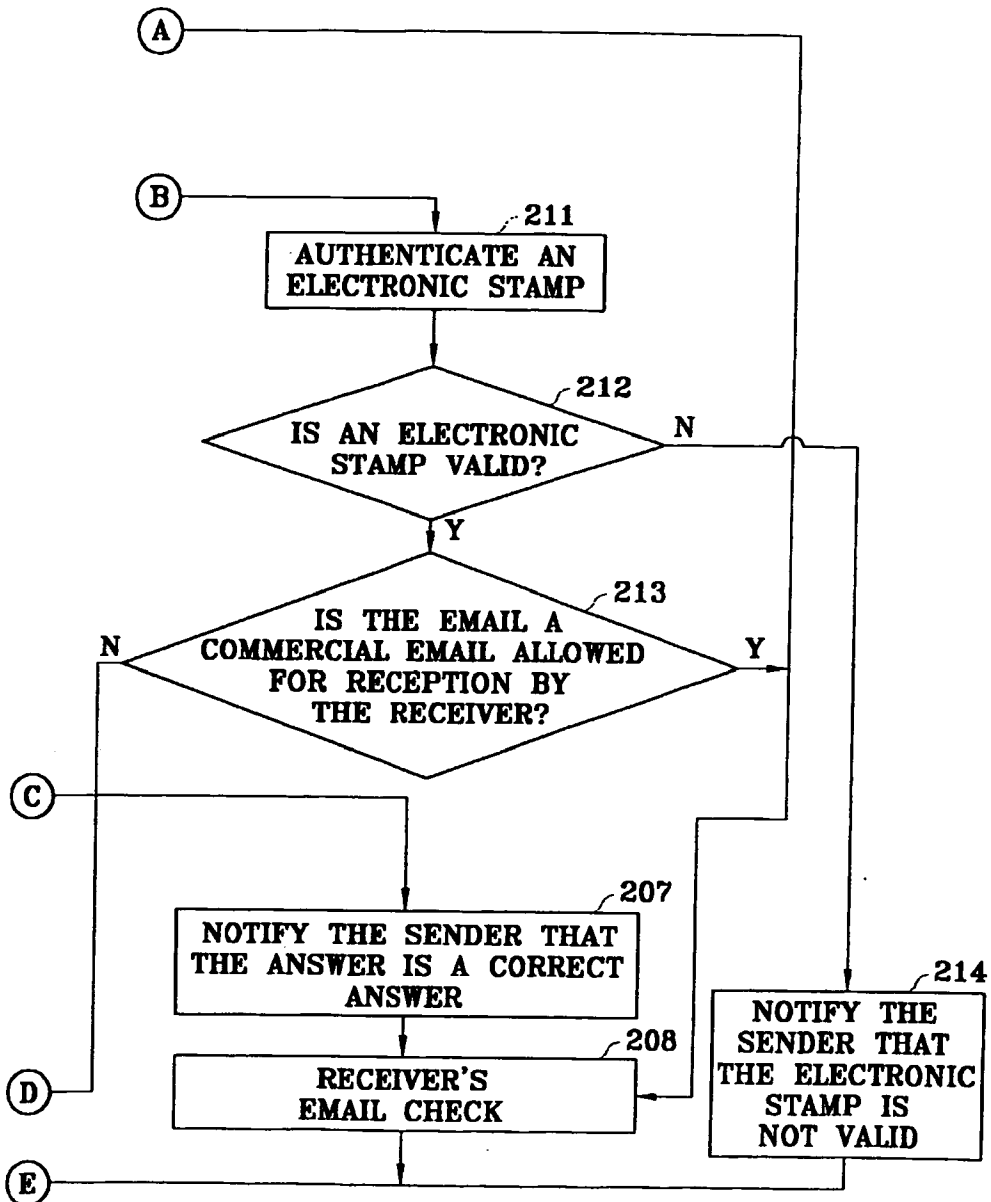 A
B
211
AUTHENTICATE AN
ELECTRONIC STAMP
212
IS AN ELECTRONIC
STAMP VALID?
N
Y
213
IS THE EMAIL A
COMMERCIAL EMAIL ALLOWED
FOR RECEPTION BY
THE RECEIVER?
N
Y
C
207
NOTIFY THE SENDER THAT
THE ANSWER IS A CORRECT
ANSWER
214
NOTIFY THE
SENDER THAT
THE ELECTRONIC
STAMP IS
NOT VALID
208
RECEIVER'S
EMAIL CHECK
D
E